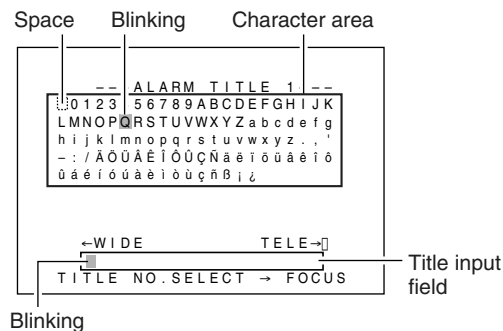 Space Blinking Character area
-- ALARM TITLE 1 --
0123 56789ABCDEFGHIJK
LMNOPQRSTUVWXYZabcdefg
hijklmnopqrstuvwxyz.,'
-:/ÄÖÜÂÊÎÔÛÇÑäëïöüâêîô
ûáéíóúàèìòùçñß¡¿
←WIDE TELE→
TITLE NO.SELECT → FOCUS
Title input
field
Blinking